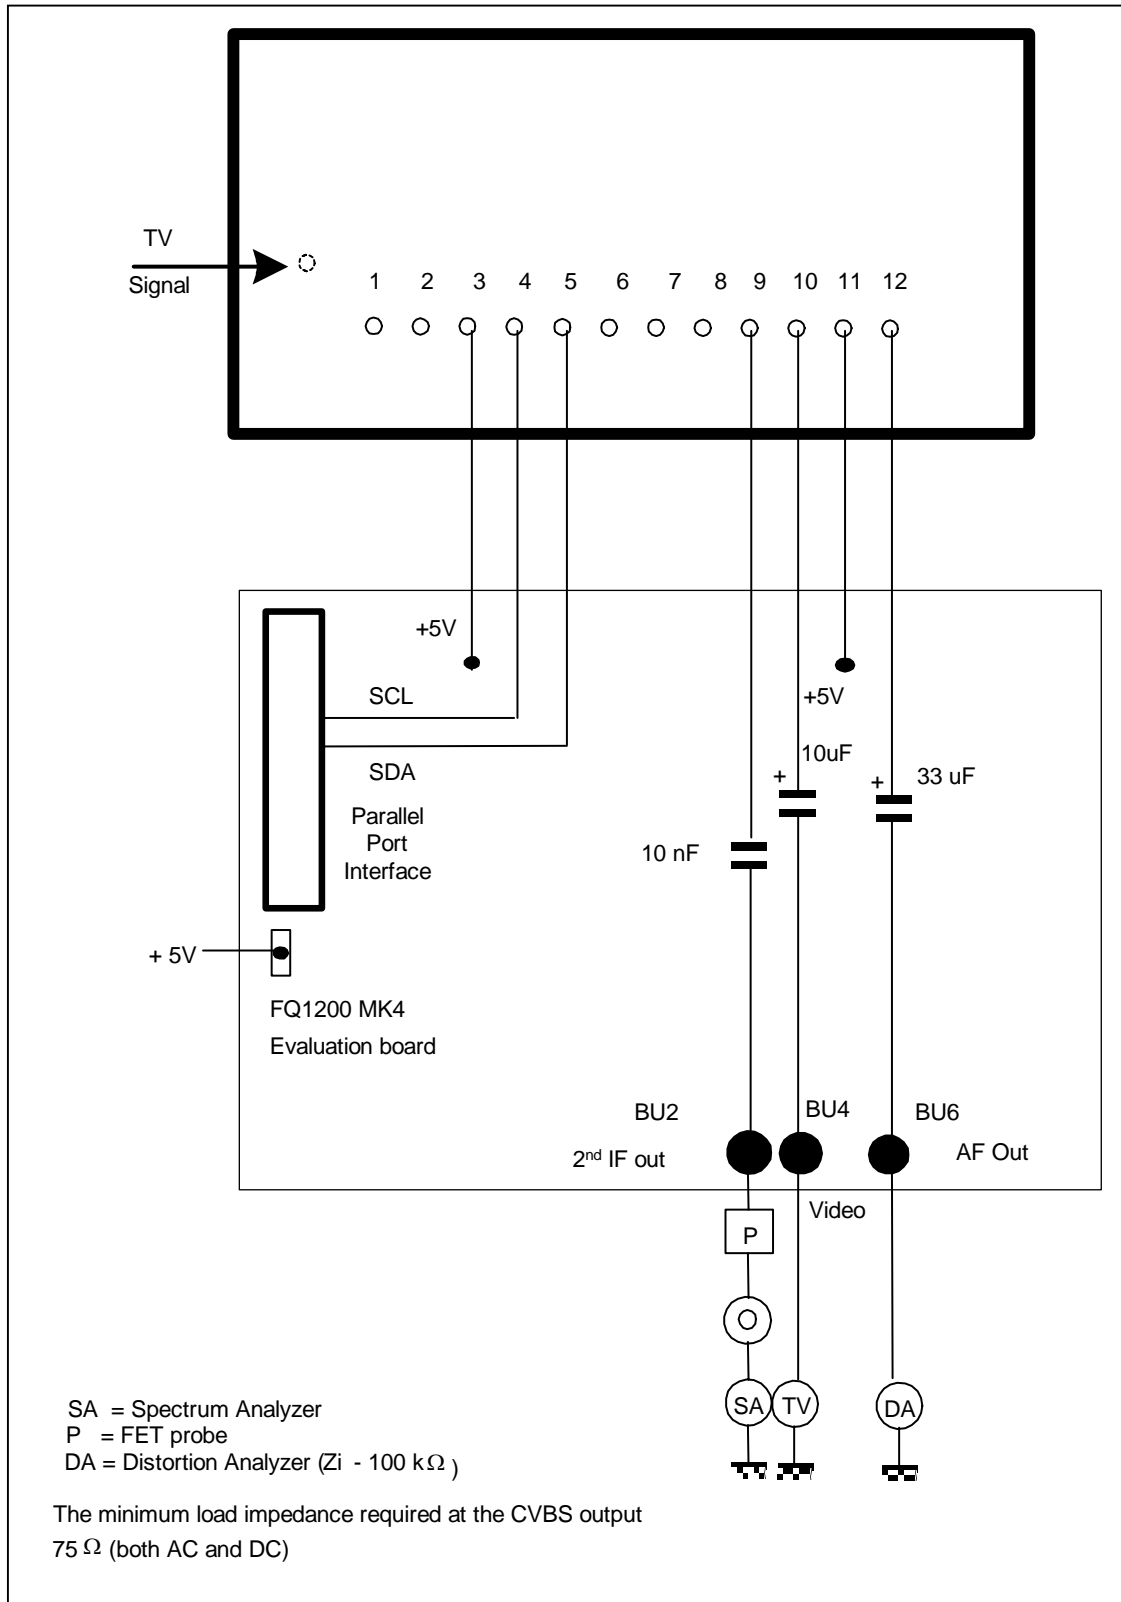 TV
Signal
1 2 3 4 5 6 7 8 9 10 11 12
+5V
SCL
+5V
10uF
+
SDA
+
33 uF
Parallel
Port
Interface
10 nF
+ 5V
FQ1200 MK4
Evaluation board
BU2
BU4
BU6
2nd IF out
AF Out
Video
P
SA
TV
DA
SA = Spectrum Analyzer
P = FET probe
DA = Distortion Analyzer (Zi - 100 kΩ )
The minimum load impedance required at the CVBS output
75 Ω (both AC and DC)